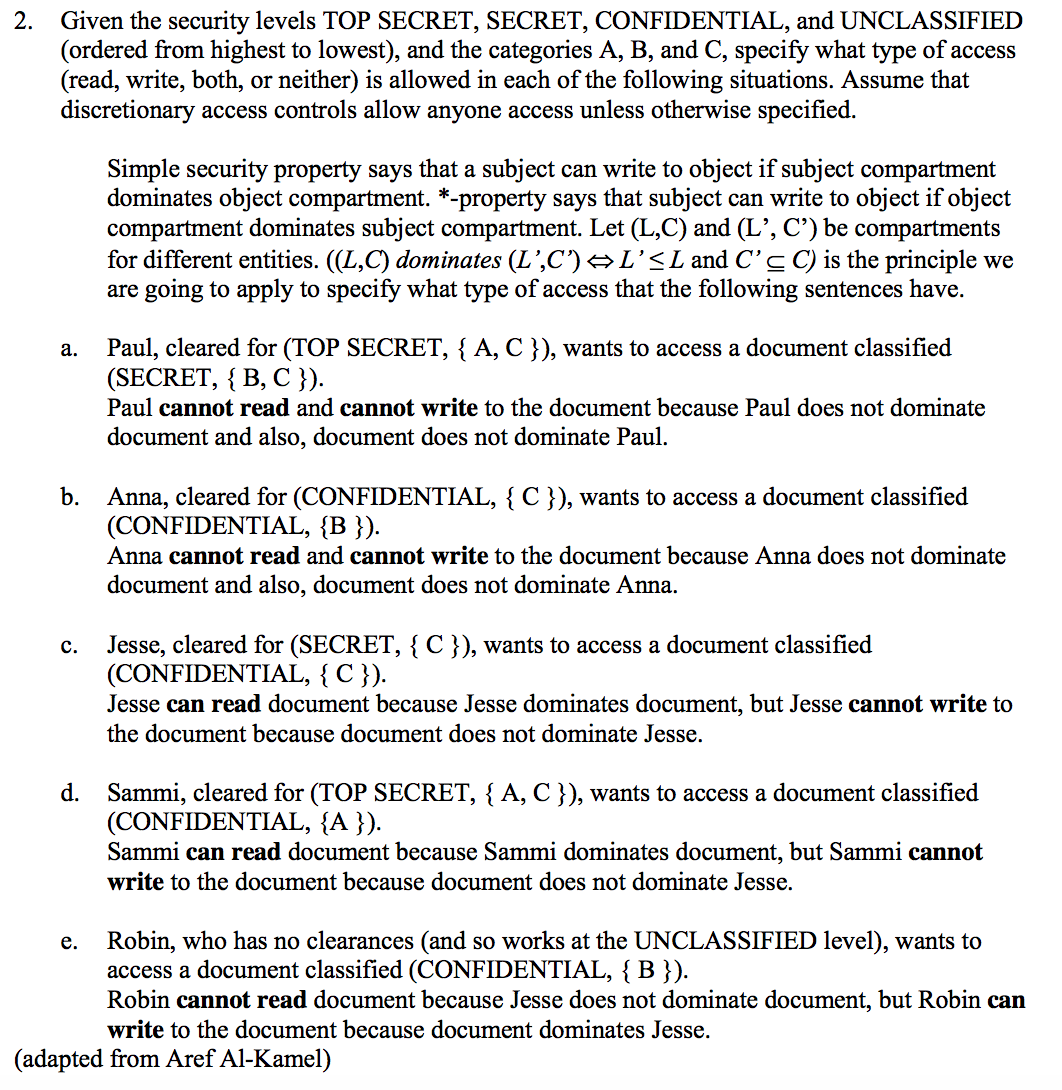 2. Given the security levels TOP SECRET, SECRET, CONFIDENTIAL, and UNCLASSIFIED
(ordered from highest to lowest), and the categories A, B, and C, specify what type of access
(read, write, both, or neither) is allowed in each of the following situations. Assume that
discretionary access controls allow anyone access unless otherwise specified.
Simple security property says that a subject can write to object if subject compartment
dominates object compartment. *-property says that subject can write to object if object
compartment dominates subject compartment. Let (L,C) and (L’, C’) be compartments
for different entities. ((L,C) dominates (L’,C’) ⇔ L’≤L and C’⊆ C) is the principle we
are going to apply to specify what type of access that the following sentences have.
a. Paul, cleared for (TOP SECRET, { A, C }), wants to access a document classified
(SECRET, { B, C }).
Paul cannot read and cannot write to the document because Paul does not dominate
document and also, document does not dominate Paul.
b. Anna, cleared for (CONFIDENTIAL, { C }), wants to access a document classified
(CONFIDENTIAL, {B }).
Anna cannot read and cannot write to the document because Anna does not dominate
document and also, document does not dominate Anna.
c. Jesse, cleared for (SECRET, { C }), wants to access a document classified
(CONFIDENTIAL, { C }).
Jesse can read document because Jesse dominates document, but Jesse cannot write to
the document because document does not dominate Jesse.
d. Sammi, cleared for (TOP SECRET, { A, C }), wants to access a document classified
(CONFIDENTIAL, {A }).
Sammi can read document because Sammi dominates document, but Sammi cannot
write to the document because document does not dominate Jesse.
e. Robin, who has no clearances (and so works at the UNCLASSIFIED level), wants to
access a document classified (CONFIDENTIAL, { B }).
Robin cannot read document because Jesse does not dominate document, but Robin can
write to the document because document dominates Jesse.
(adapted from Aref Al-Kamel)